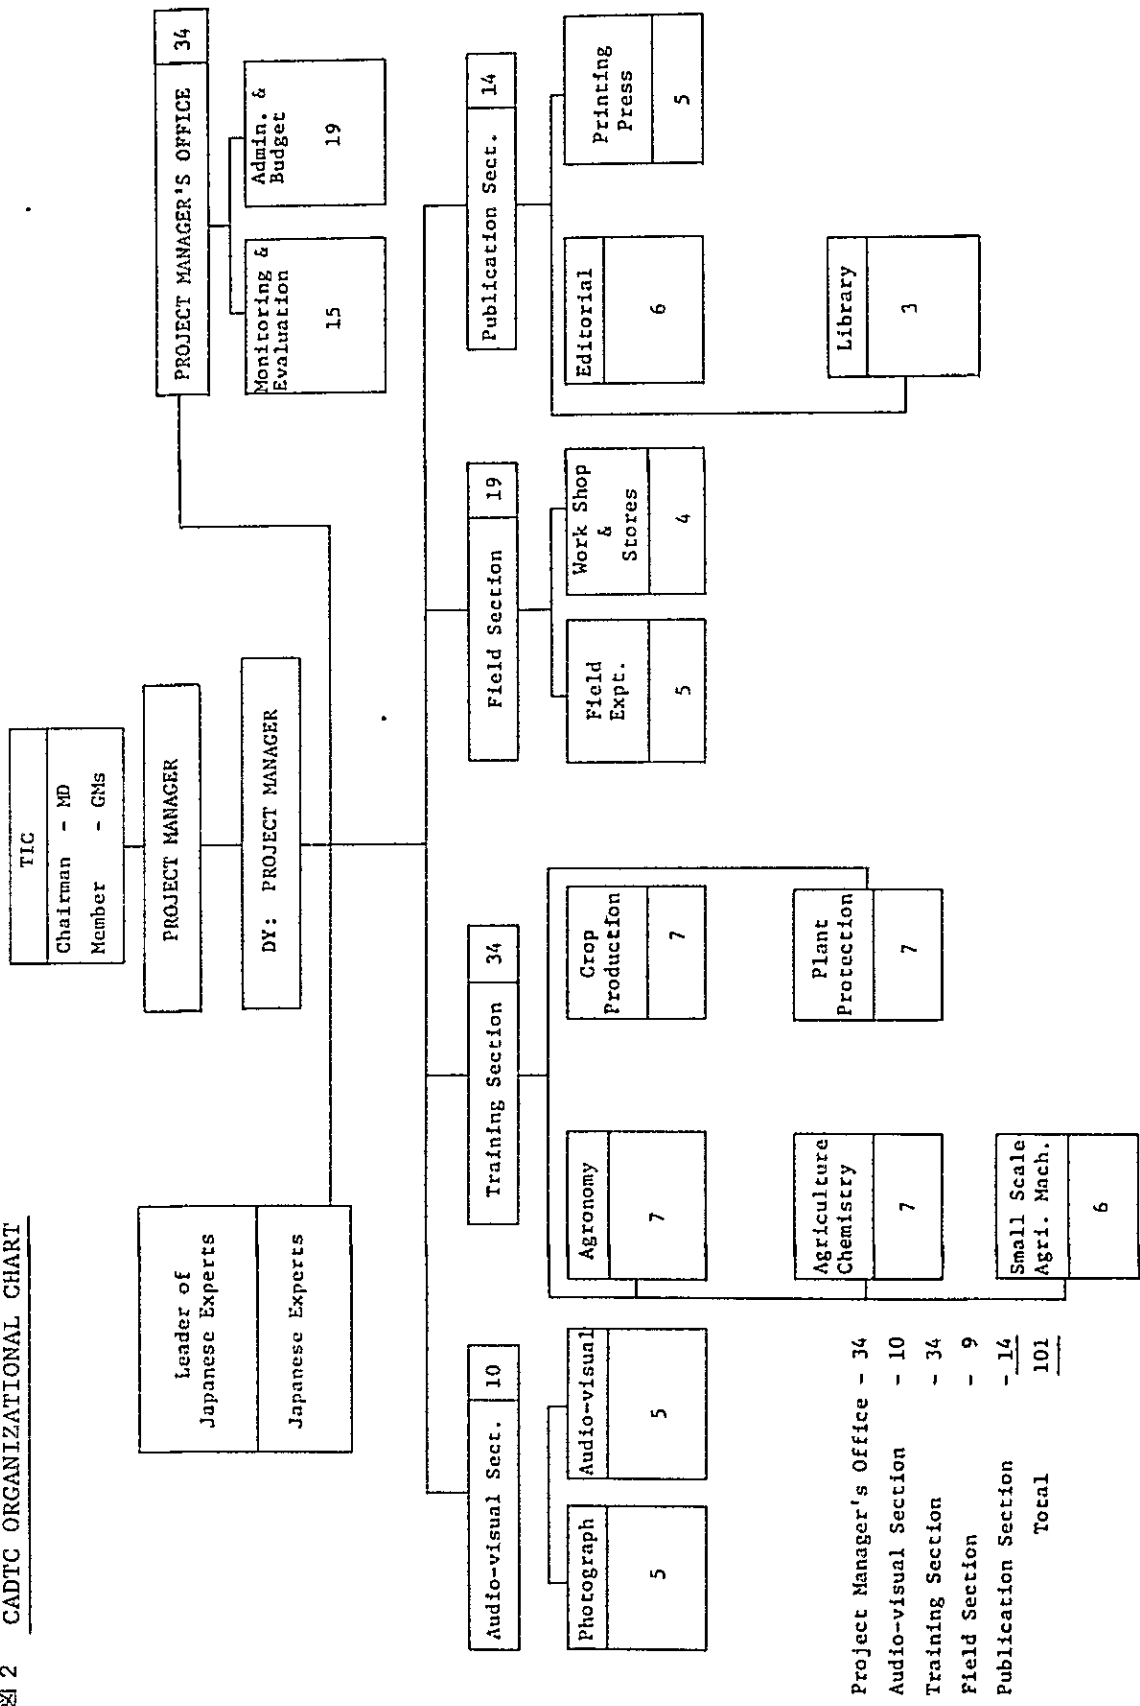 図 2 CADTC ORGANIZATIONAL CHART
TIC
Chairman - MD
Member - GMs
PROJECT MANAGER
DY: PROJECT MANAGER
Leader of
Japanese Experts
Japanese Experts
PROJECT MANAGER'S OFFICE 34
Monitoring &
Evaluation
15
Admin. &
Budget
19
Audio-visual Sect. 10
Photograph
5
Audio-visual
5
Training Section 34
Agronomy
7
Crop
Production
7
Agriculture
Chemistry
7
Plant
Protection
7
Small Scale
Agri. Mach.
6
Field Section 19
Field
Expt.
5
Work Shop
&
Stores
4
Publication Sect. 14
Editorial
6
Printing
Press
5
Library
3
Project Manager's Office - 34
Audio-visual Section - 10
Training Section - 34
Field Section - 9
Publication Section - 14
Total 101